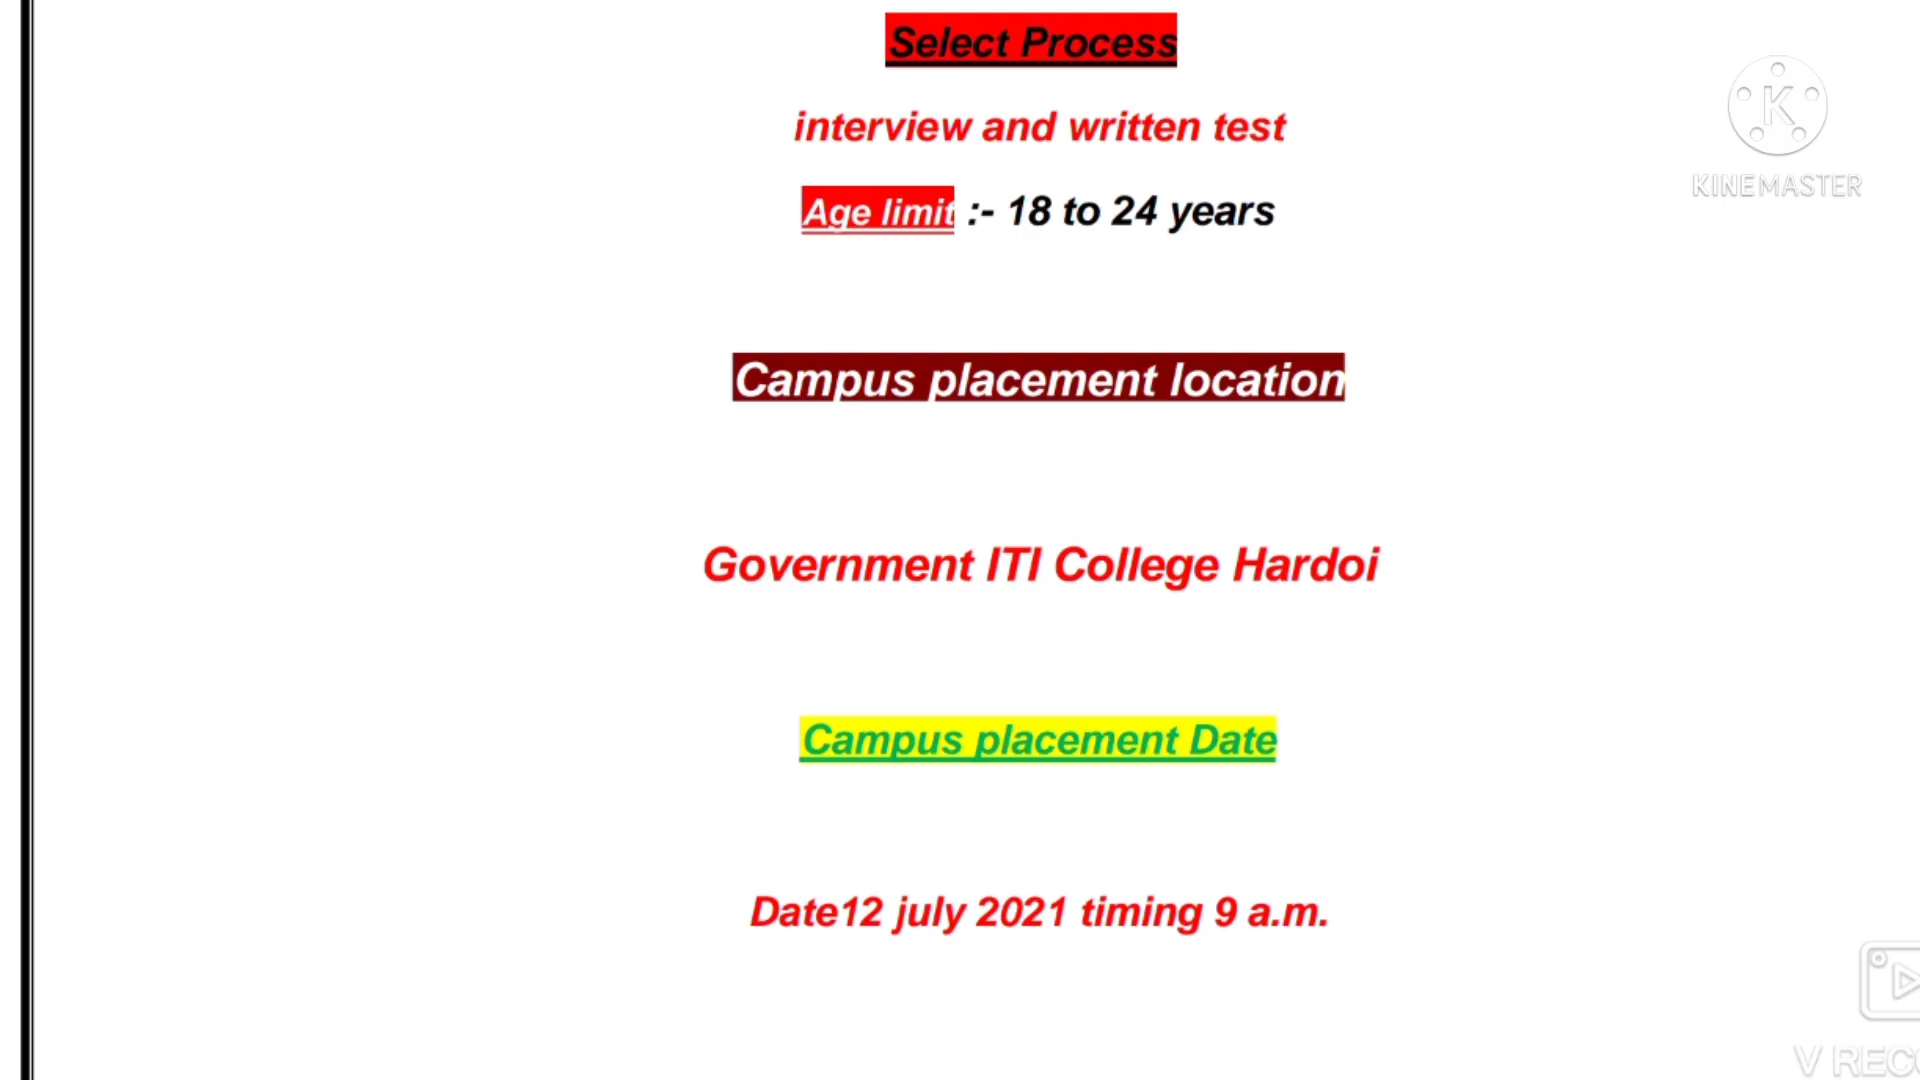 Select Process
interview and written test
Age limit :- 18 to 24 years
Campus placement location
Government ITI College Hardoi
Campus placement Date
Date12 july 2021 timing 9 a.m.
K
KINEMASTER
V RECO